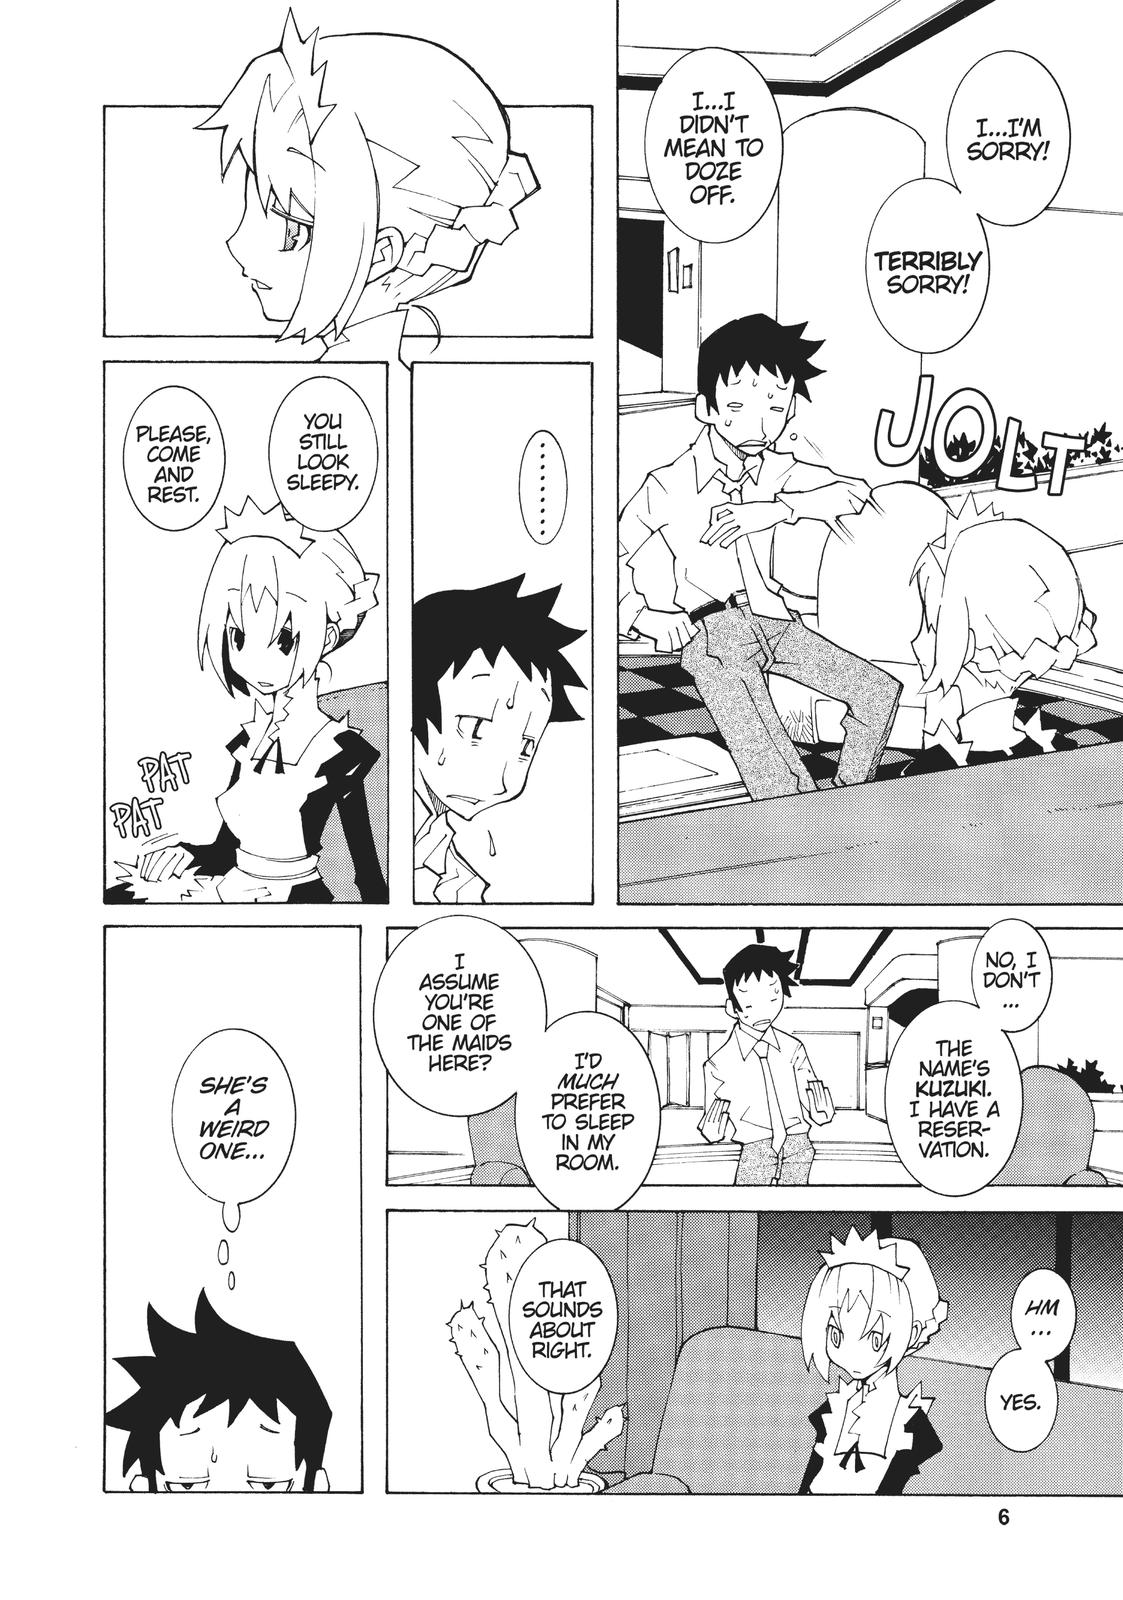 I...I'M
SORRY!
TERRIBLY
SORRY!
I...I
DIDN'T
MEAN TO
DOZE
OFF.
JOLT
........
YOU
STILL
LOOK
SLEEPY.
PLEASE,
COME
AND
REST.
PAT
PAT
NO, I
DON'T
...
THE
NAME'S
KUZUKI.
I HAVE A
RESER-
VATION.
I
ASSUME
YOU'RE
ONE OF
THE MAIDS
HERE?
I'D
MUCH
PREFER
TO SLEEP
IN MY
ROOM.
HM
...
YES.
THAT
SOUNDS
ABOUT
RIGHT.
SHE'S
A
WEIRD
ONE...
6